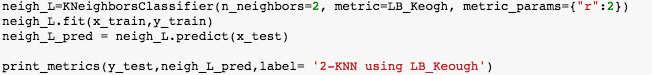 neigh_L=KNeighborsClassifier(n_neighbors=2, metric=LB_Keogh, metric_params={"r":2})
neigh_L.fit(x_train,y_train)
neigh_L_pred = neigh_L.predict(x_test)
print_metrics(y_test,neigh_L_pred,label= '2-KNN using LB_Keough')